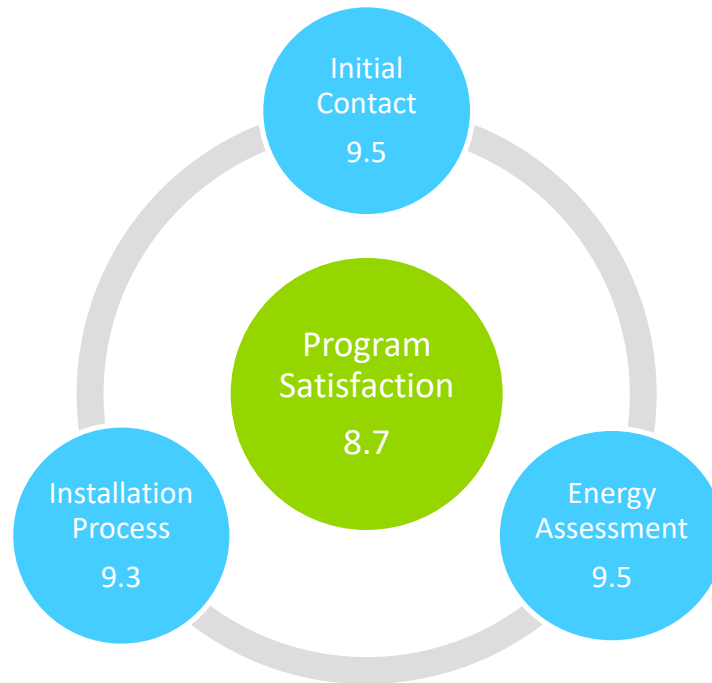 Initial
Contact
9.5
Program
Satisfaction
8.7
Installation
Process
9.3
Energy
Assessment
9.5